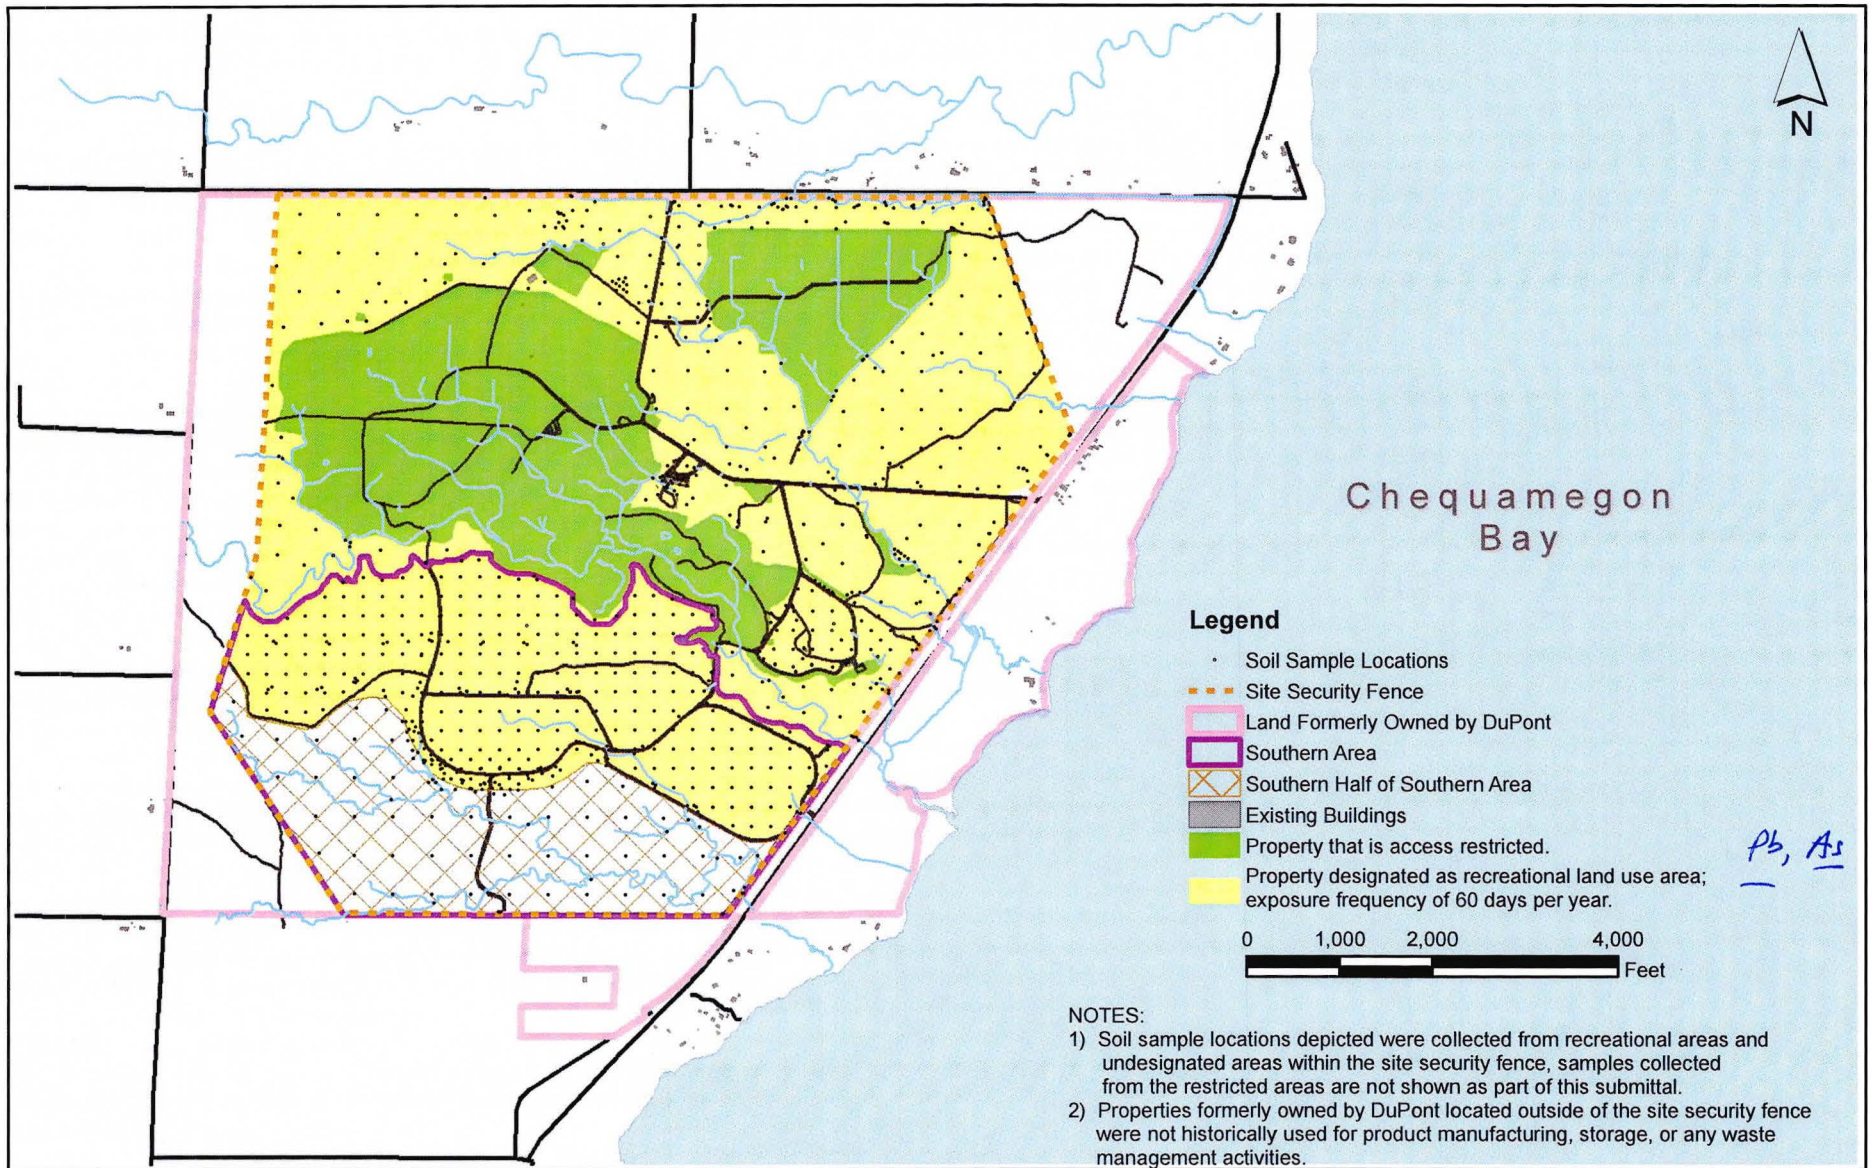 N
Chequamegon
Bay
Legend
Soil Sample Locations
Site Security Fence
Land Formerly Owned by DuPont
Southern Area
Southern Half of Southern Area
Existing Buildings
Property that is access restricted.
Pb, As
Property designated as recreational land use area;
exposure frequency of 60 days per year.
0 1,000 2,000 4,000
Feet
NOTES:
1) Soil sample locations depicted were collected from recreational areas and
undesignated areas within the site security fence, samples collected
from the restricted areas are not shown as part of this submittal.
2) Properties formerly owned by DuPont located outside of the site security fence
were not historically used for product manufacturing, storage, or any waste
management activities.